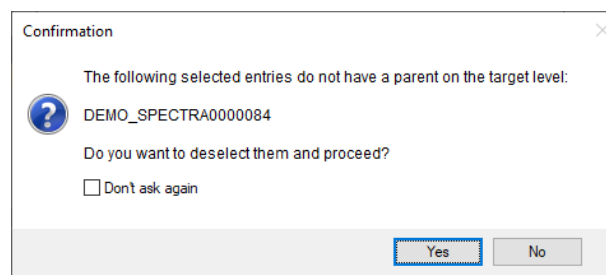 Confirmation
The following selected entries do not have a parent on the target level:
DEMO_SPECTRA0000084
Do you want to deselect them and proceed?
Don't ask again
Yes
No